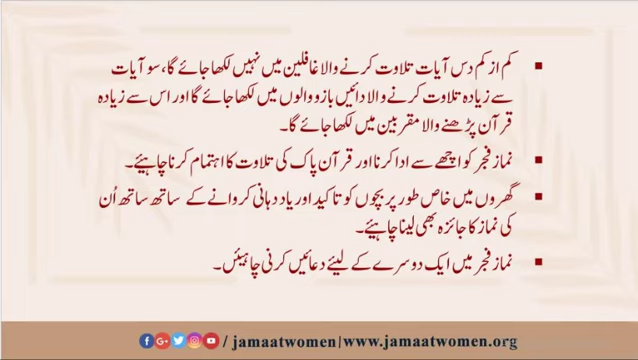 ▪ کم از کم دس آیات تلاوت کرنے والا غافلین میں نہیں لکھا جائے گا، سو آیات
سے زیادہ تلاوت کرنے والا دائیں بازو والوں میں لکھا جائے گا اور اس سے زیادہ
قرآن پڑھنے والا مقربین میں لکھا جائے گا۔
▪ نماز فجر کو اچھے سے ادا کرنا اور قرآن پاک کی تلاوت کا اہتمام کرنا چاہیئے۔
▪ گھروں میں خاص طور پر بچوں کو تاکید اور یاد دہانی کروانے کے ساتھ ساتھ اُن
کی نماز کا جائزہ بھی لینا چاہیئے۔
▪ نماز فجر میں ایک دوسرے کے لیئے دعائیں کرنی چاہیئں۔
/ jamaatwomen|www.jamaatwomen.org